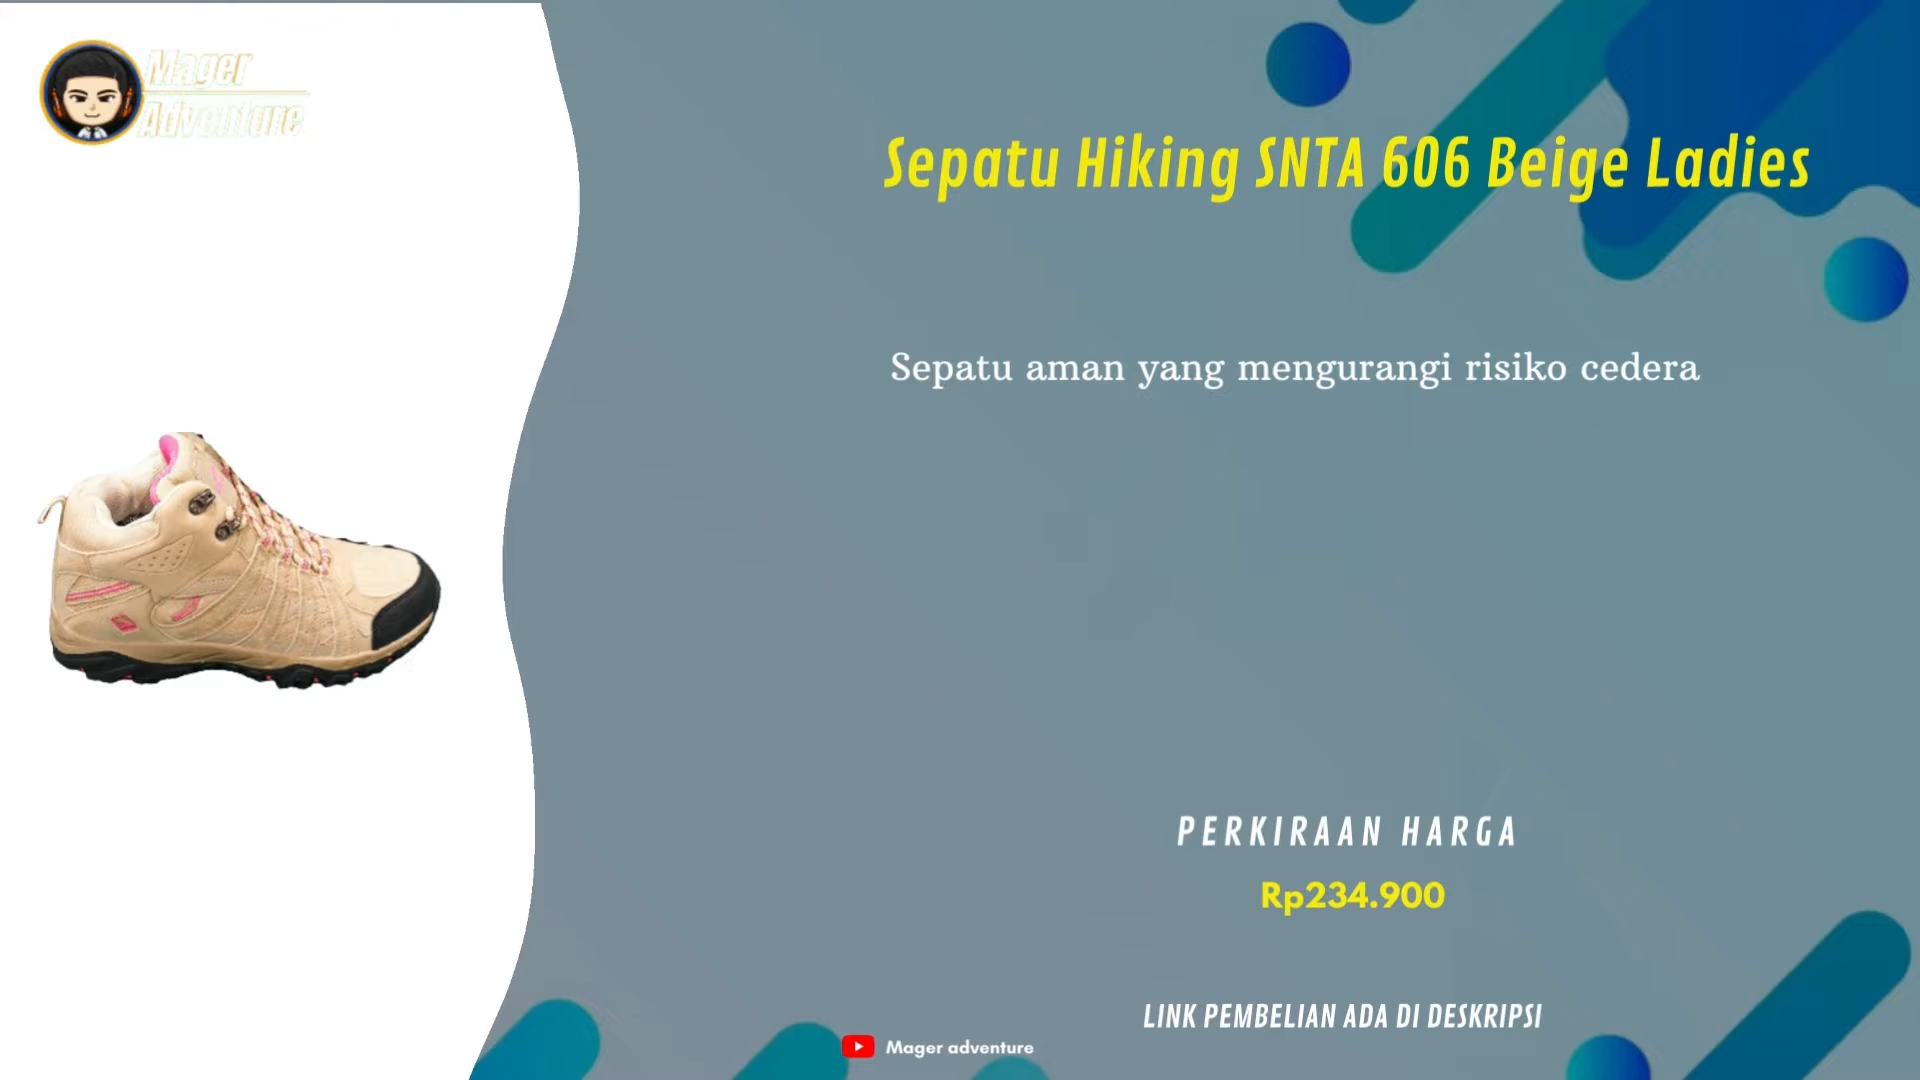 Mager
Adventure
Sepatu Hiking SNTA 606 Beige Ladies
Sepatu aman yang mengurangi risiko cedera
PERKIRAAN HARGA
Rp234.900
LINK PEMBELIAN ADA DI DESKRIPSI
Mager adventure